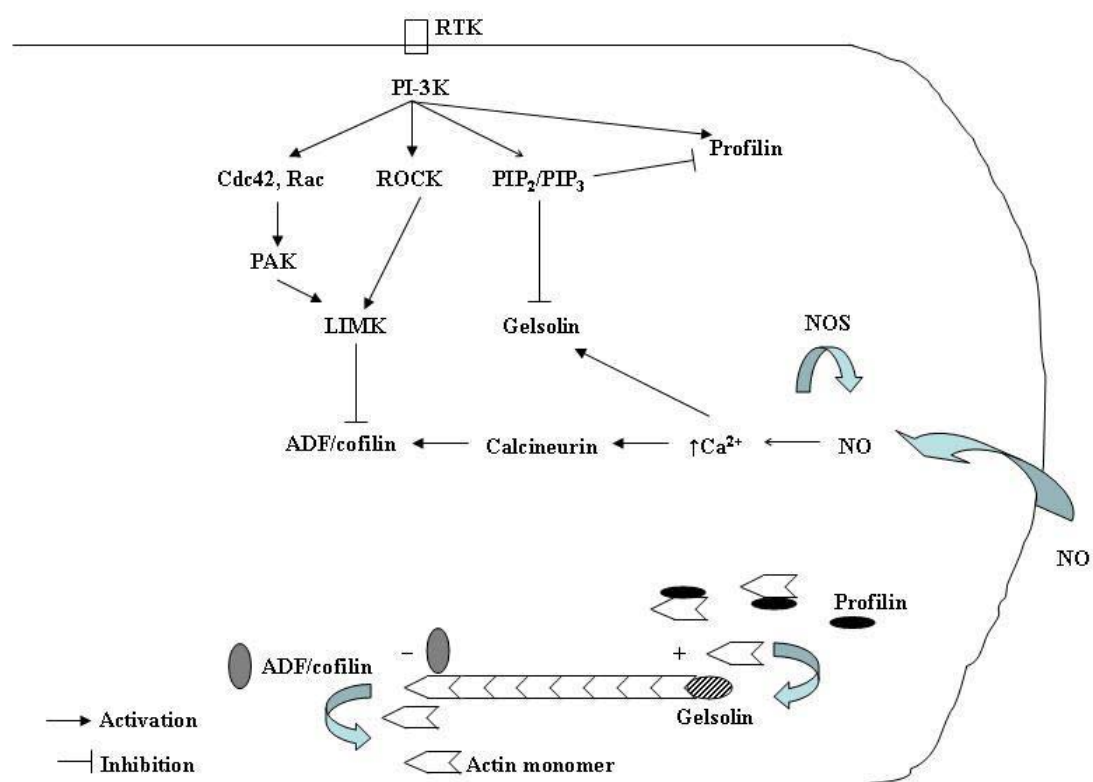 RTK
PI-3K
Profilin
Cdc42, Rac ROCK PIP₂/PIP₃
PAK
LIMK Gelsolin NOS
ADF/cofilin Calcineurin ↑Ca²⁺ NO
NO
Profilin
ADF/cofilin − +
Gelsolin
Activation
Inhibition Actin monomer